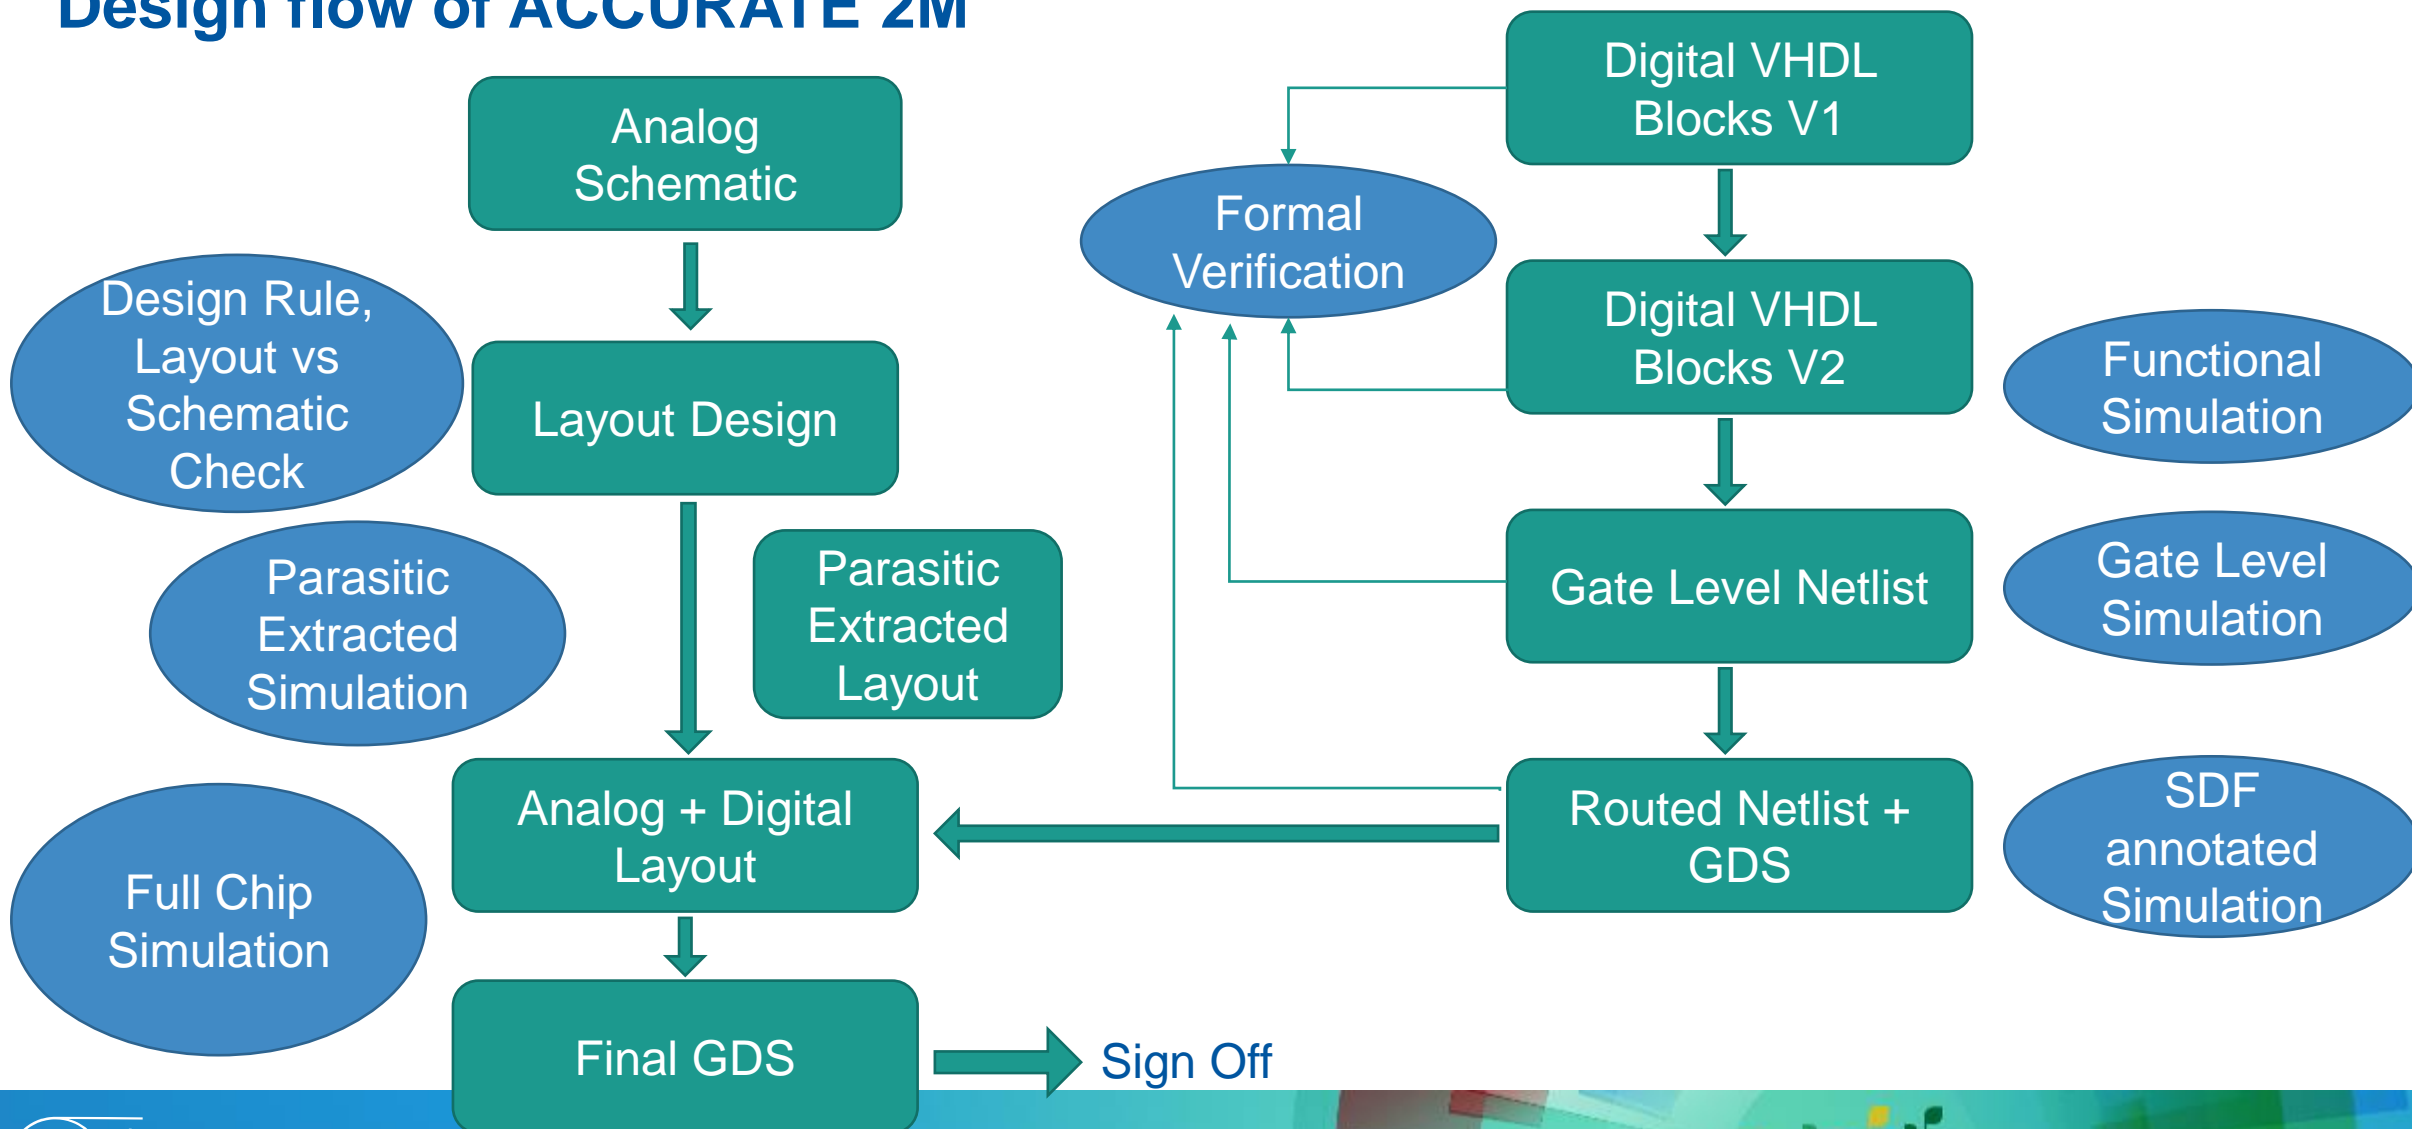 Design flow of ACCURATE 2M
Analog
Schematic
Design Rule,
Layout vs
Schematic
Check
Layout Design
Parasitic
Extracted
Simulation
Parasitic
Extracted
Layout
Analog + Digital
Layout
Full Chip
Simulation
Final GDS
Sign Off
Digital VHDL
Blocks V1
Formal
Verification
Digital VHDL
Blocks V2
Functional
Simulation
Gate Level Netlist
Gate Level
Simulation
Routed Netlist +
GDS
SDF
annotated
Simulation